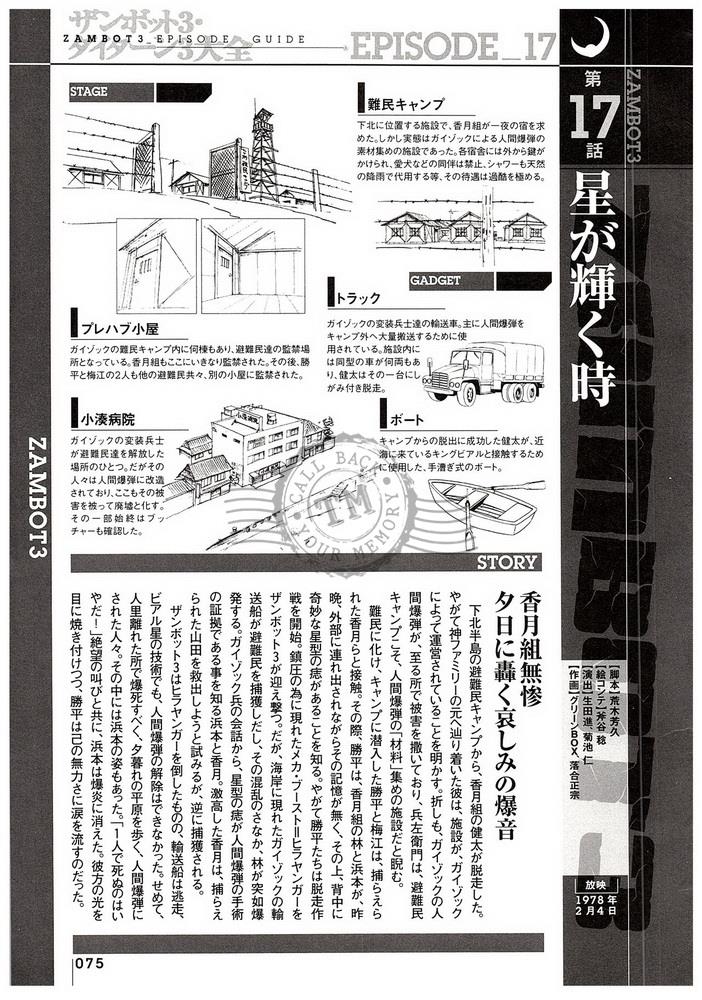 ザンボット3・
ダイターン3大全
ZAMBOT3_EPISODE GUIDE
EPISODE_17
第
17
話
星が輝く時
ZAMBOT3
STAGE
難民キャンプ
下北に位置する施設で、香月組が一夜の宿を求
めた。しかし実態はガイゾックによる人間爆弾の
素材集めの施設であった。各宿舎には外から鍵が
かけられ、愛犬などの同伴は禁止、シャワーも天然
の降雨で代用する等、その待遇は過酷を極める。
GADGET
トラック
ガイゾックの変装兵士達の輸送車。主に人間爆弾を
キャンプ外へ大量搬送するために使
用されている。施設内に
は同型の車が何両もあ
り、健太はその一台にし
がみ付き脱走。
プレハブ小屋
ガイゾックの難民キャンプ内に何棟もあり、避難民達の監禁場
所となっている。香月組もここにいきなり監禁された。その後、勝
平と梅江の2人も他の避難民共々、別の小屋に監禁された。
小湊病院
ガイゾックの変装兵士
が避難民達を解放した
場所のひとつ。だがその
人々は人間爆弾に改造
されており、ここもその被
害を被って廃墟と化す。
その一部始終はブッ
チャーも確認した。
ボート
キャンプからの脱出に成功した健太が、近
海に来ているキングビアルと接触するため
に使用した、手漕ぎ式のボート。
CALL BACK
TM
YOUR MEMORY
STORY
香月組無惨
夕日に轟く哀しみの爆音
下北半島の避難民キャンプから、香月組の健太が脱走した。
やがて神ファミリーの元へ辿り着いた彼は、施設が、ガイゾック
によって運営されていることを明かす。折しも、ガイゾックの人
間爆弾が、至る所で被害を撒いており、兵左衛門は、避難民
キャンプこそ、人間爆弾の「材料」集めの施設だと睨む。
難民に化け、キャンプに潜入した勝平と梅江は、捕らえら
れた香月らと接触。その際、勝平は、香月組の林と浜本が、昨
晩、外部に連れ出されながらその記憶が無く、その上、背中に
奇妙な星型の痣があることを知る。やがて勝平たちは脱走作
戦を開始。鎮圧の為に現れたメカ・ブーストⅡヒラヤンガーを
ザンボット3が迎え撃つ。だが、海岸に現れたガイゾックの輸
送船が避難民を捕獲しだし、その混乱のさなか、林が突如爆
発する。ガイゾック兵の会話から、星型の痣が人間爆弾の手術
の証拠である事を知る浜本と香月。激高した香月は、捕らえ
られた山田を救出しようと試みるが、逆に捕獲される。
ザンボット3はヒラヤンガーを倒したものの、輸送船は逃走、
ビアル星の技術でも、人間爆弾の解除はできなかった。せめて、
人里離れた所で爆死すべく、夕暮れの平原を歩く、人間爆弾に
された人々。その中には浜本の姿もあった。「1人で死ぬのはい
やだ！」絶望の叫びと共に、浜本は爆炎に消えた。彼方の光を
目に焼き付けつつ、勝平は己の無力さに涙を流すのだった。
［脚本］荒木芳久
［絵コンテ］斧谷 稔
［演出］生田進、菊池 仁
［作画］グリーンBOX、落合正宗
放映
1978年
2月4日
ZAMBOT3
075